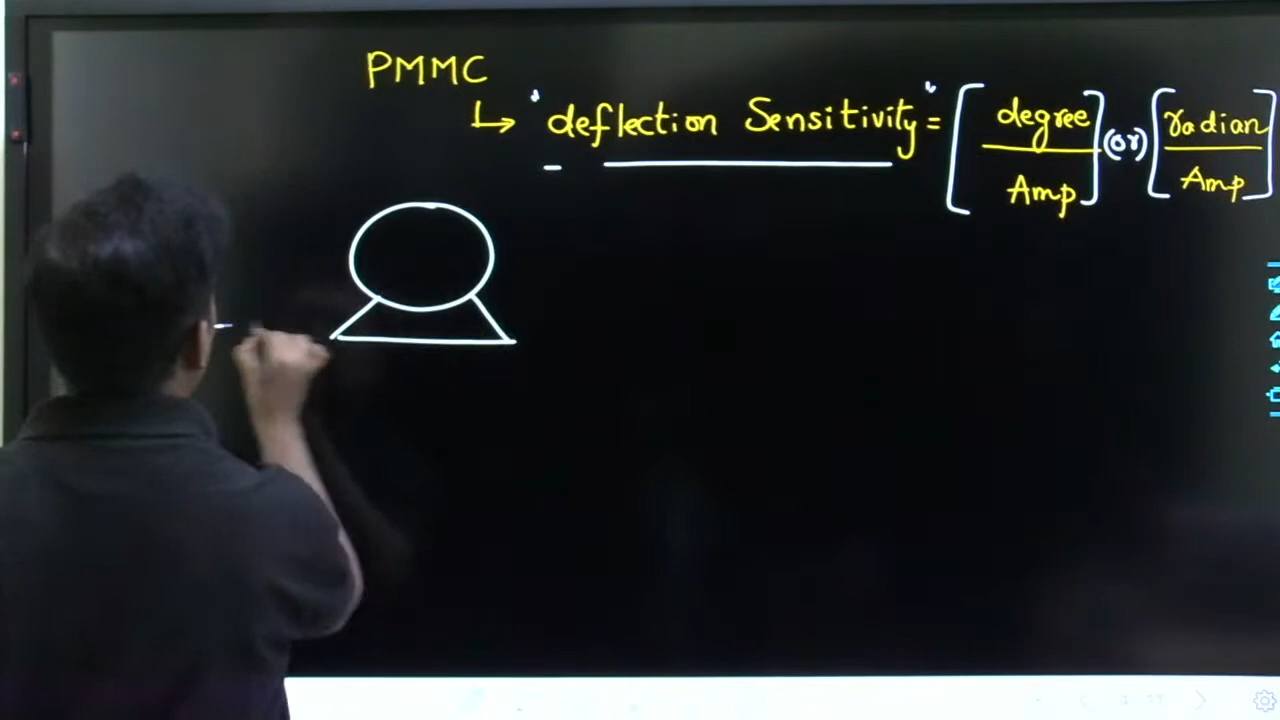 PMMC
↳ "deflection Sensitivity" = [degree/Amp] (or) [radian/Amp]